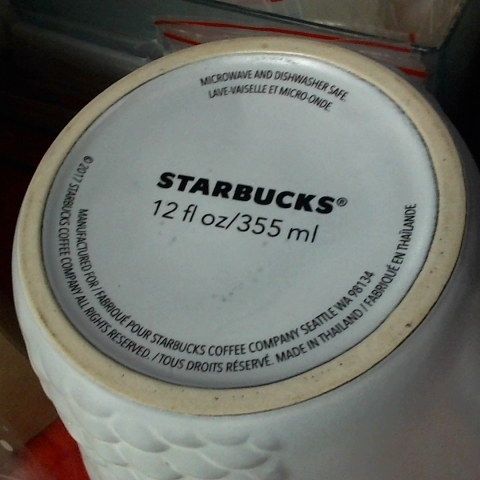 MICROWAVE AND DISHWASHER SAFE.
LAVE-VAISELLE ET MICRO-ONDE.
STARBUCKS®
12 fl oz/355 ml
MANUFACTURED FOR / FABRIQUÉ POUR STARBUCKS COFFEE COMPANY SEATTLE WA 98134
© 2017 STARBUCKS COFFEE COMPANY ALL RIGHTS RESERVED. / TOUS DROITS RÉSERVÉ. MADE IN THAILAND / FABRIQUÉ EN THAÏLANDE